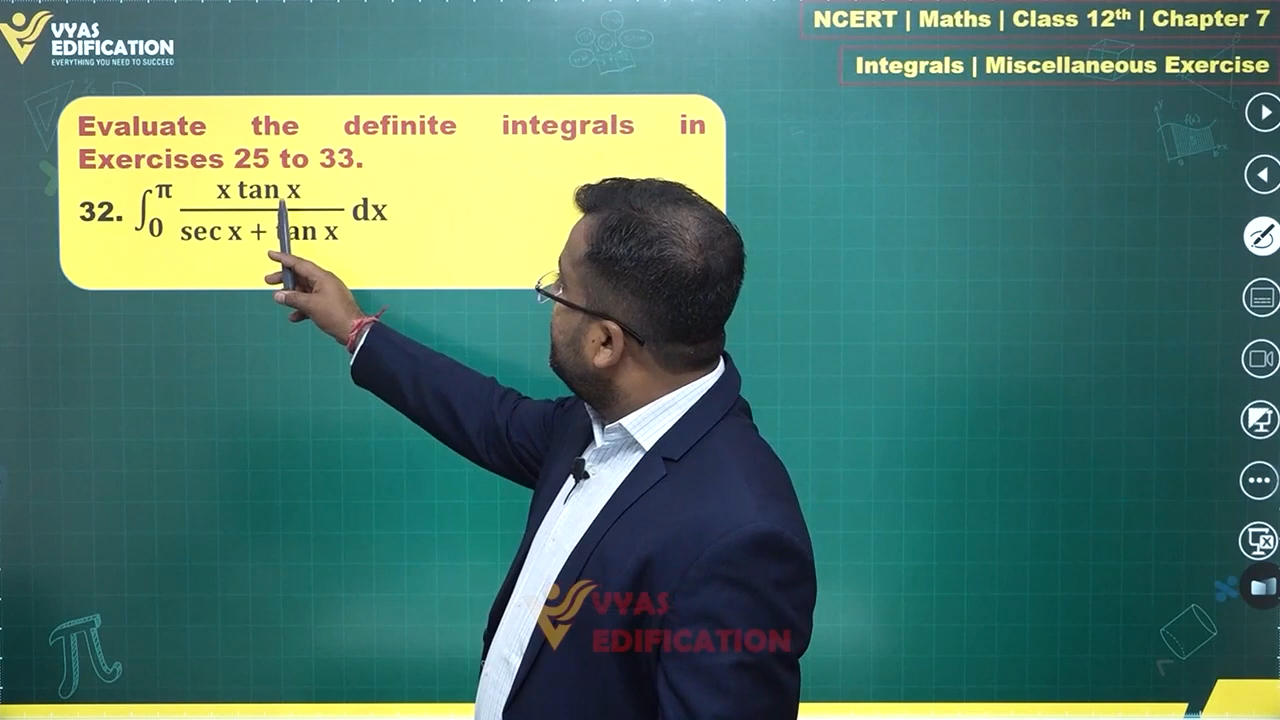 VYAS
EDIFICATION
EVERYTHING YOU NEED TO SUCCEED
NCERT | Maths | Class 12th | Chapter 7
Integrals | Miscellaneous Exercise
Evaluate the definite integrals in
Exercises 25 to 33.
32. ∫₀^π (x tan x)/(sec x + tan x) dx
VYAS
EDIFICATION
π